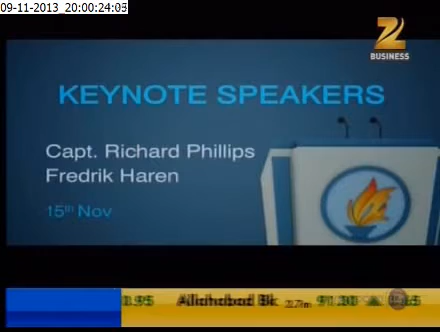 09-11-2013 20:00:24:05
Z
BUSINESS
KEYNOTE SPEAKERS
Capt. Richard Phillips
Fredrik Haren
15th Nov
Allahabad Bk